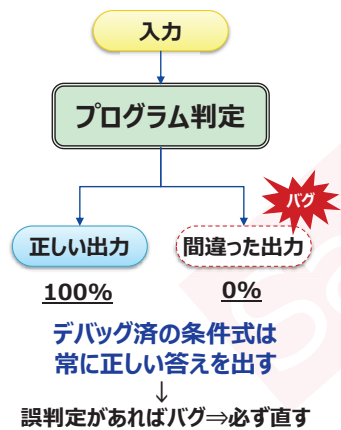 入力
プログラム判定
バグ
正しい出力
間違った出力
100%
0%
デバッグ済の条件式は
常に正しい答えを出す
↓
誤判定があればバグ⇒必ず直す